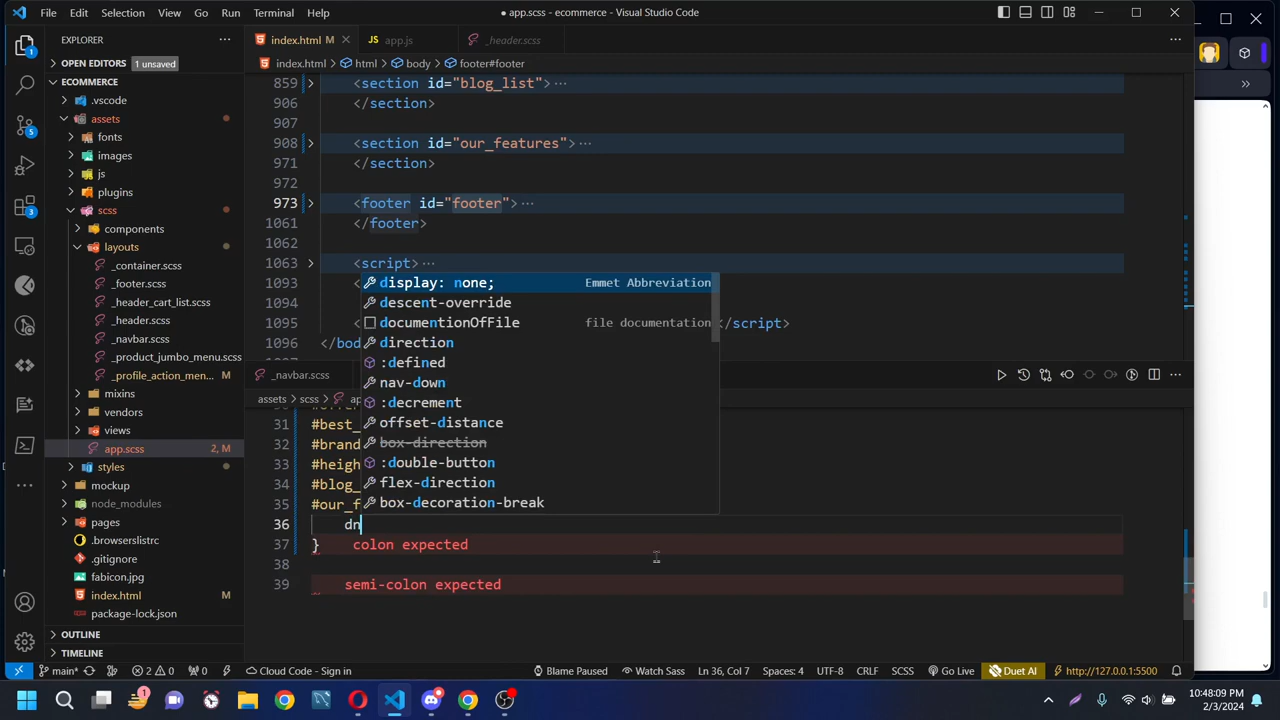 File Edit Selection View Go Run Terminal Help
● app.scss - ecommerce - Visual Studio Code
EXPLORER
OPEN EDITORS 1 unsaved
ECOMMERCE
.vscode
assets
fonts
images
js
plugins
scss
components
layouts
_container.scss
_footer.scss
_header_cart_list.scss
_header.scss
_navbar.scss
_product_jumbo_menu.scss
_profile_action_men... M
mixins
vendors
views
app.scss 2, M
styles
mockup
node_modules
pages
.browserslistrc
.gitignore
fabicon.jpg
index.html M
package-lock.json
OUTLINE
TIMELINE
index.html M
JS app.js
_header.scss
index.html > html > body > footer#footer
859 <section id="blog_list"> ...
906 </section>
907
908 <section id="our_features"> ...
971 </section>
972
973 <footer id="footer"> ...
1061 </footer>
1062
1063 <script> ...
1093 <
1094
1095 < </script>
1096 </bod
_navbar.scss
assets > scss > ap
31 #best_
32 #brand
33 #heigh
34 #blog_
35 #our_f
36 dn
37 } colon expected
38
39 semi-colon expected
display: none; Emmet Abbreviation
descent-override
documentionOfFile file documentation
direction
:defined
nav-down
:decrement
offset-distance
box-direction
:double-button
flex-direction
box-decoration-break
main* 2 0 0 Cloud Code - Sign in Blame Paused Watch Sass Ln 36, Col 7 Spaces: 4 UTF-8 CRLF SCSS Go Live Duet AI http://127.0.0.1:5500
10:48:09 PM
2/3/2024